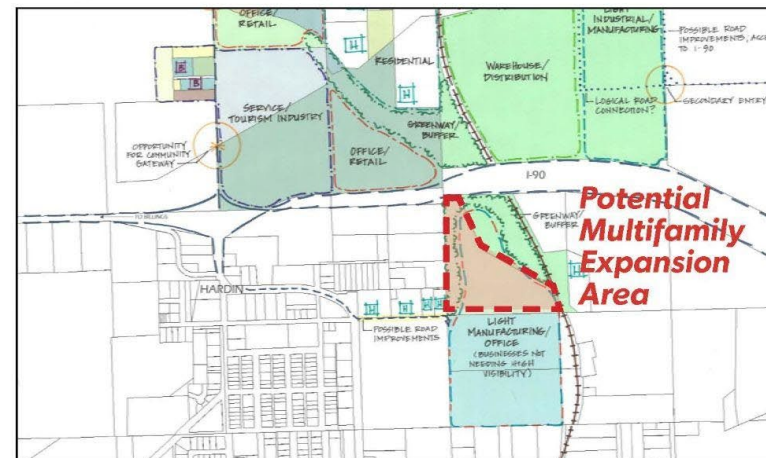 OFFICE/
RETAIL
LIGHT
INDUSTRIAL/
MANUFACTURING
POSSIBLE ROAD
IMPROVEMENTS, ACC
TO I-90
RESIDENTIAL
H
H
WAREHOUSE/
DISTRIBUTION
SERVICE/
TOURISM INDUSTRY
OPPORTUNITY
FOR COMMUNITY
GATEWAY
GREENWAY/
BUFFER
OFFICE/
RETAIL
LOGICAL ROAD
CONNECTION?
SECONDARY ENTRY
I-90
TO BILLINGS
Potential
Multifamily
Expansion
Area
GREENWAY/
BUFFER
H
HARDIN
H
H
H
H
POSSIBLE ROAD
IMPROVEMENTS
LIGHT
MANUFACTURING/
OFFICE
(BUSINESSES NOT
NEEDING HIGH
VISIBILITY)